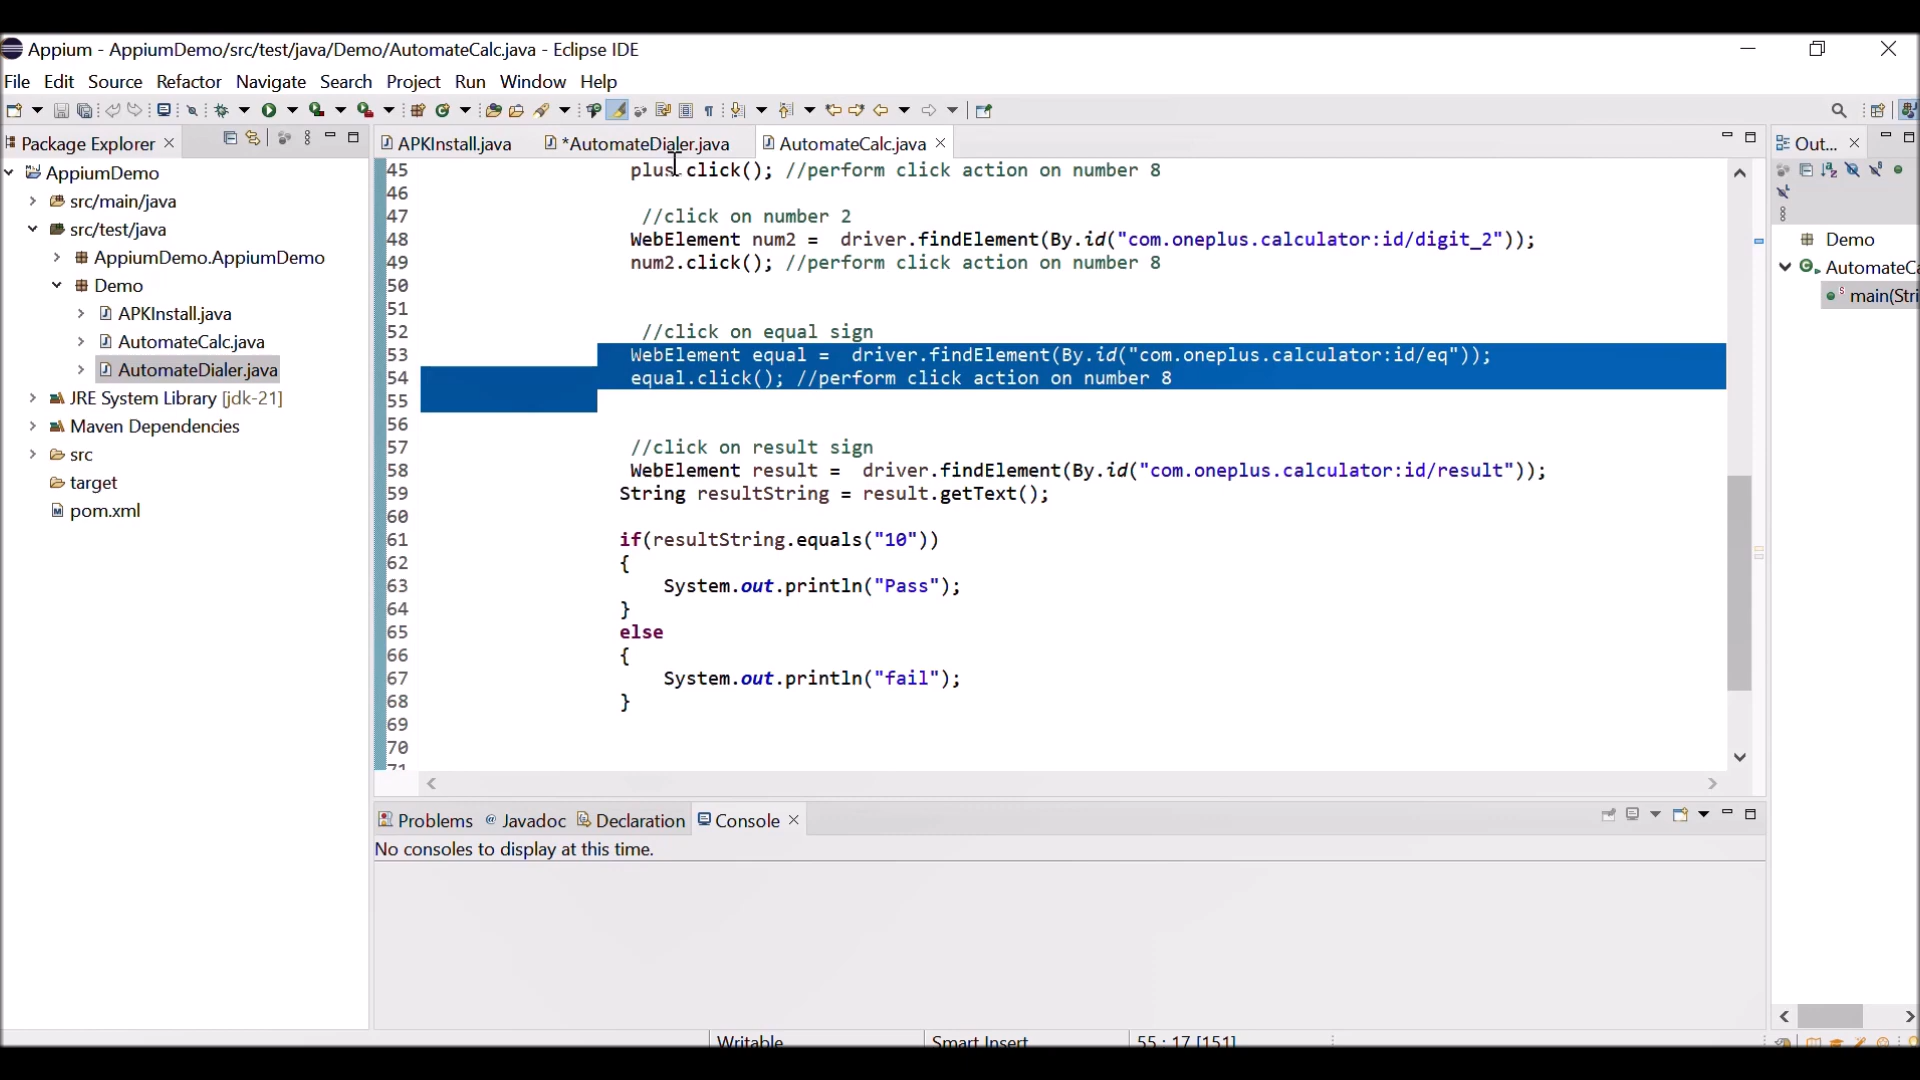 Appium - AppiumDemo/src/test/java/Demo/AutomateCalc.java - Eclipse IDE
File Edit Source Refactor Navigate Search Project Run Window Help
Package Explorer
AppiumDemo
src/main/java
src/test/java
AppiumDemo.AppiumDemo
Demo
APKInstall.java
AutomateCalc.java
AutomateDialer.java
JRE System Library [jdk-21]
Maven Dependencies
src
target
pom.xml
APKInstall.java *AutomateDialer.java AutomateCalc.java
45 plus.click(); //perform click action on number 8
46
47 //click on number 2
48 WebElement num2 = driver.findElement(By.id("com.oneplus.calculator:id/digit_2"));
49 num2.click(); //perform click action on number 8
50
51
52 //click on equal sign
53 WebElement equal = driver.findElement(By.id("com.oneplus.calculator:id/eq"));
54 equal.click(); //perform click action on number 8
55
56
57 //click on result sign
58 WebElement result = driver.findElement(By.id("com.oneplus.calculator:id/result"));
59 String resultString = result.getText();
60
61 if(resultString.equals("10"))
62 {
63 System.out.println("Pass");
64 }
65 else
66 {
67 System.out.println("fail");
68 }
69
70
71
Out...
Demo
AutomateCa
main(Stri
Problems @ Javadoc Declaration Console
No consoles to display at this time.
Writable Smart Insert 55 : 17 [151]